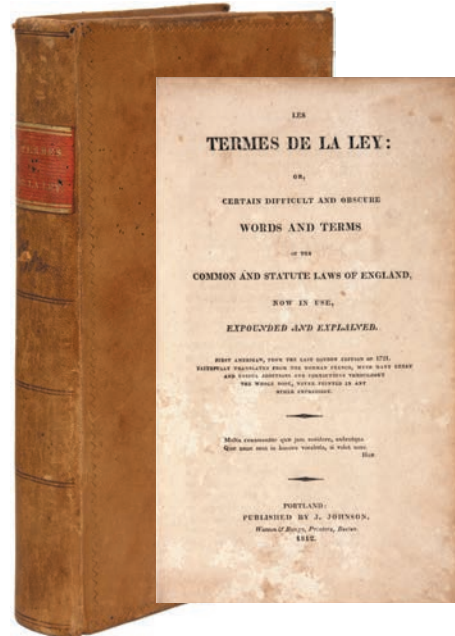 LES
TERMES DE LA LEY:
OR,
CERTAIN DIFFICULT AND OBSCURE
WORDS AND TERMS
OF THE
COMMON AND STATUTE LAWS OF ENGLAND,
NOW IN USE,
EXPOUNDED AND EXPLAINED.
FIRST AMERICAN, FROM THE LAST LONDON EDITION OF 1721.
FAITHFULLY TRANSLATED FROM THE NORMAN FRENCH, WITH MANY GREAT
AND USEFUL ADDITIONS AND CORRECTIONS THROUGHOUT
THE WHOLE BODY, NEVER PRINTED IN ANY
OTHER IMPRESSION.
Multa renascentur quæ jam cecidere, cadentque
Quæ nunc sunt in honore vocabula, si volet usus.
Hor
PORTLAND:
PUBLISHED BY J. JOHNSON,
Watson & Bangs, Printers, Boston.
1812.